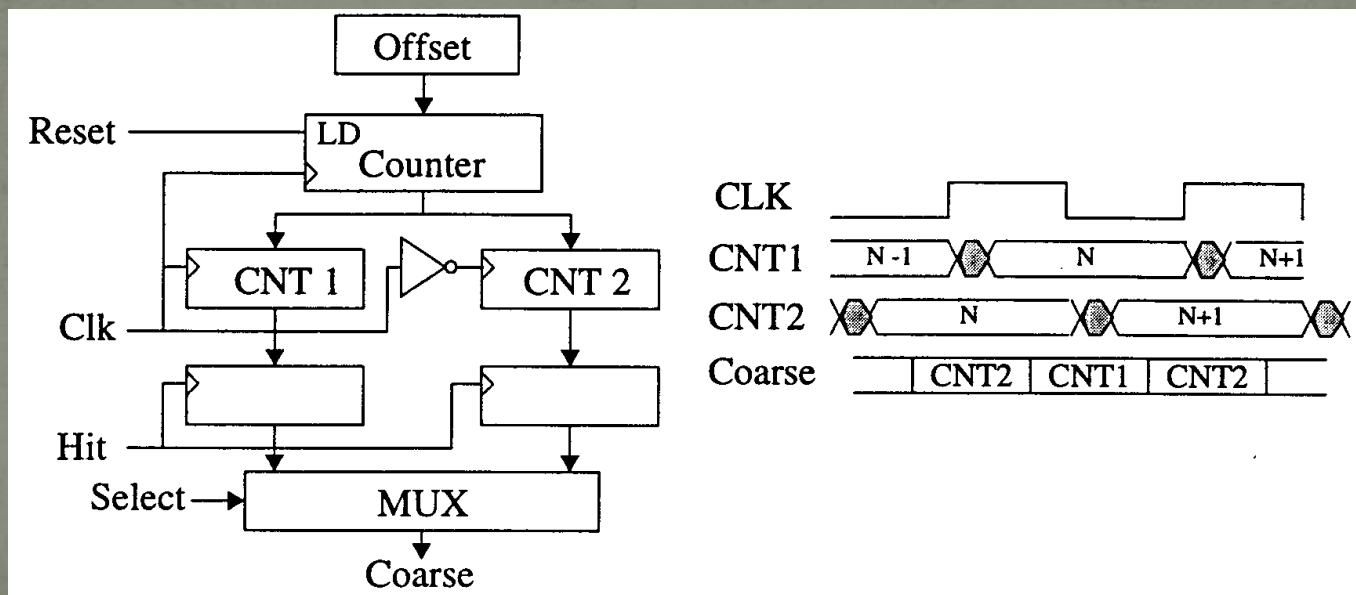 Offset
Reset
LD
Counter
CNT 1
CNT 2
Clk
Hit
Select
MUX
Coarse
CLK
CNT1
N -1
N
N+1
CNT2
N
N+1
Coarse
CNT2
CNT1
CNT2